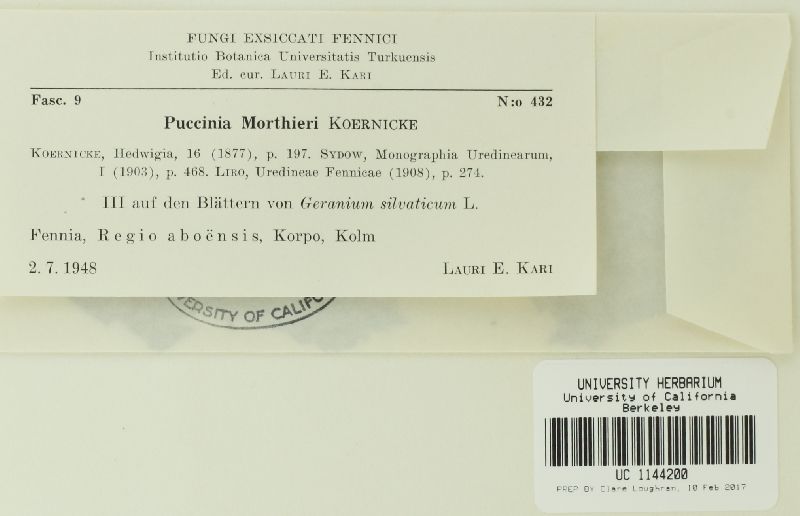 FUNGI EXSICCATI FENNICI
Institutio Botanica Universitatis Turkuensis
Ed. cur. LAURI E. KARI
Fasc. 9 N:o 432
Puccinia Morthieri KOERNICKE
KOERNICKE, Hedwigia, 16 (1877), p. 197. SYDOW, Monographia Uredinearum,
I (1903), p. 468. LIRO, Uredineae Fennicae (1908), p. 274.
III auf den Blättern von Geranium silvaticum L.
Fennia, Regio aboënsis, Korpo, Kolm
2. 7. 1948 LAURI E. KARI
ERSITY OF CALIFO
UNIVERSITY HERBARIUM
University of California
Berkeley
UC 1144200
PREP BY Clare Loughran, 10 Feb 2017